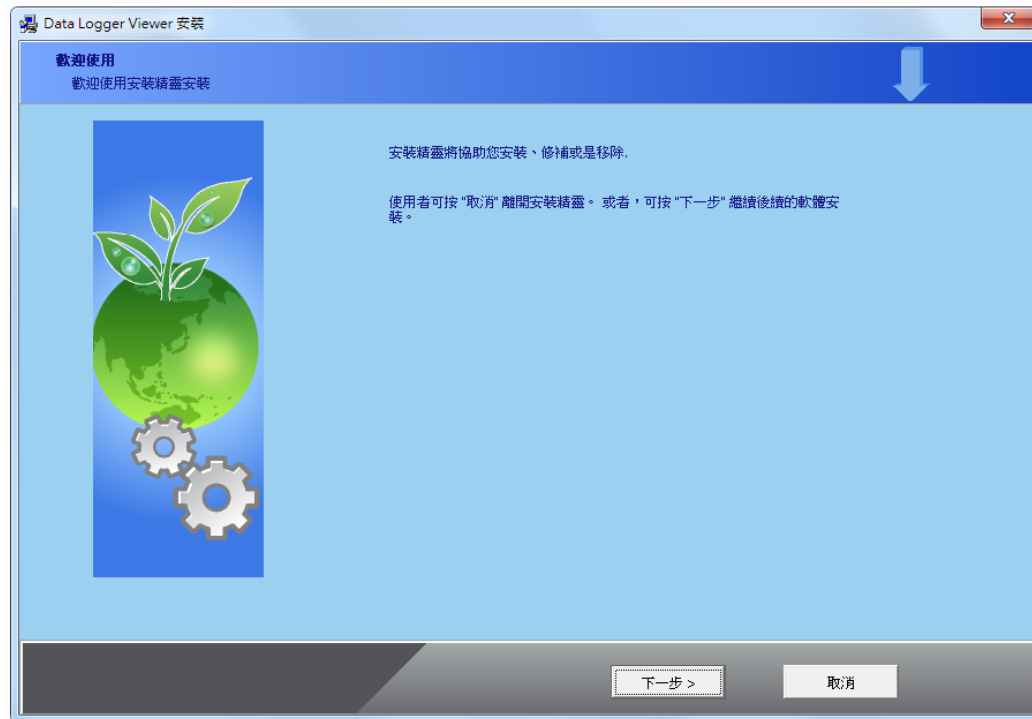 Data Logger Viewer 安裝
歡迎使用
歡迎使用安裝精靈安裝
安裝精靈將協助您安裝、修補或是移除.
使用者可按 "取消" 離開安裝精靈。 或者，可按 "下一步" 繼續後續的軟體安
裝。
下一步 >
取消